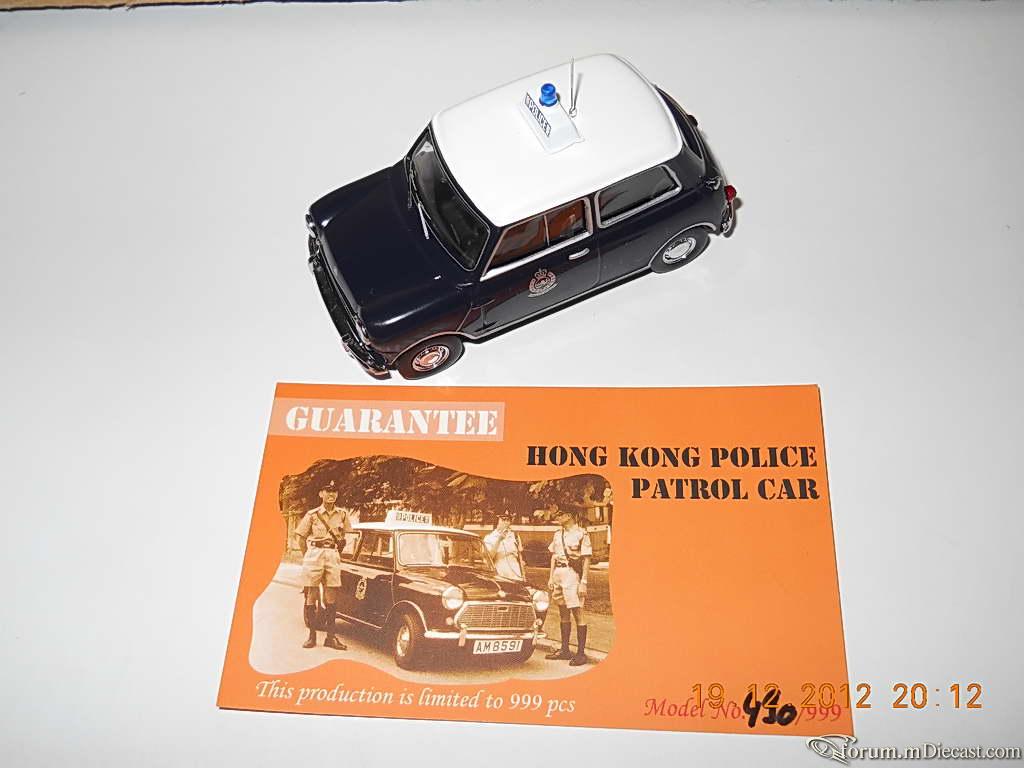 POLICE
GUARANTEE
HONG KONG POLICE
PATROL CAR
POLICE
AM8591
This production is limited to 999 pcs
Model No. 430/999
19.12.2012 20:12
forum.mDiecast.com